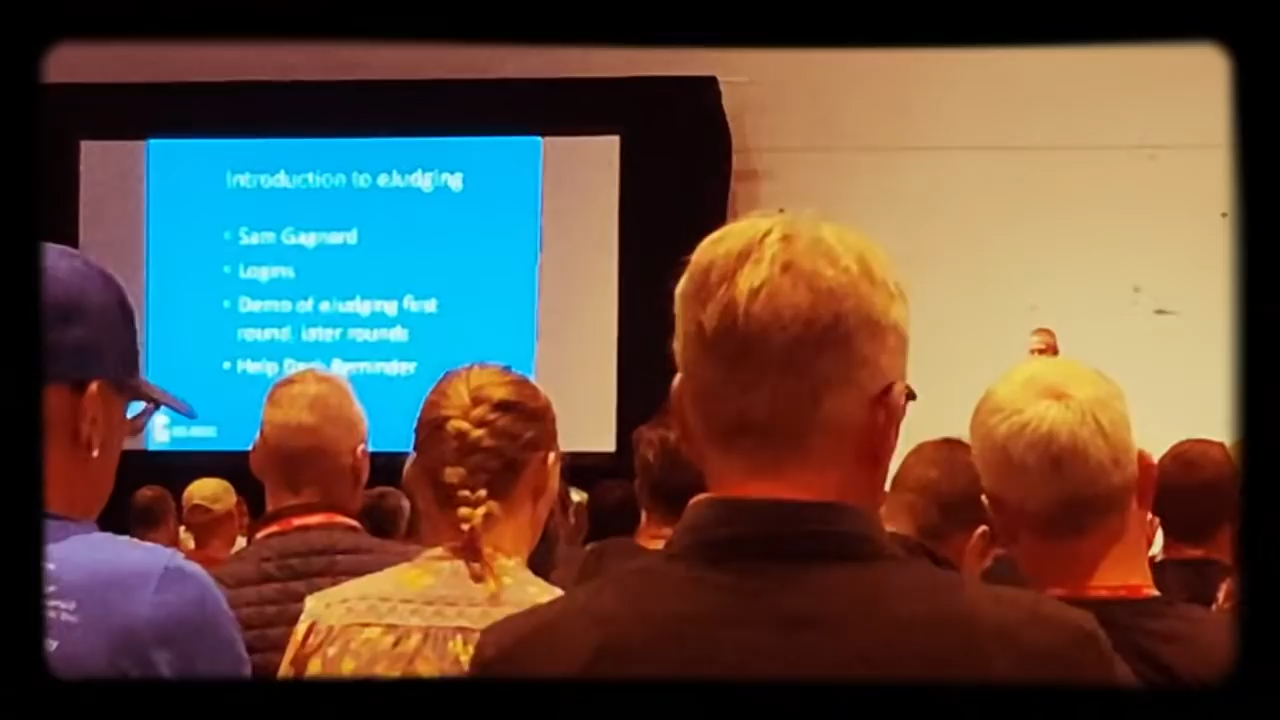 Introduction to eJudging
• Sam Gagnard
• Logins
• Demo of eJudging first
round, later rounds
• Help Desk Reminder